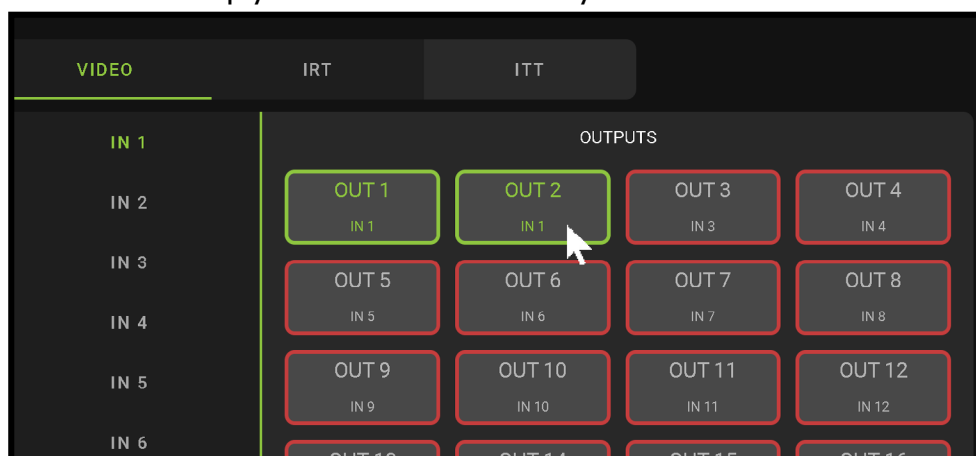 VIDEO IRT ITT
IN 1
IN 2
IN 3
IN 4
IN 5
IN 6
OUTPUTS
OUT 1 OUT 2 OUT 3 OUT 4
IN 1 IN 1 IN 3 IN 4
OUT 5 OUT 6 OUT 7 OUT 8
IN 5 IN 6 IN 7 IN 8
OUT 9 OUT 10 OUT 11 OUT 12
IN 9 IN 10 IN 11 IN 12